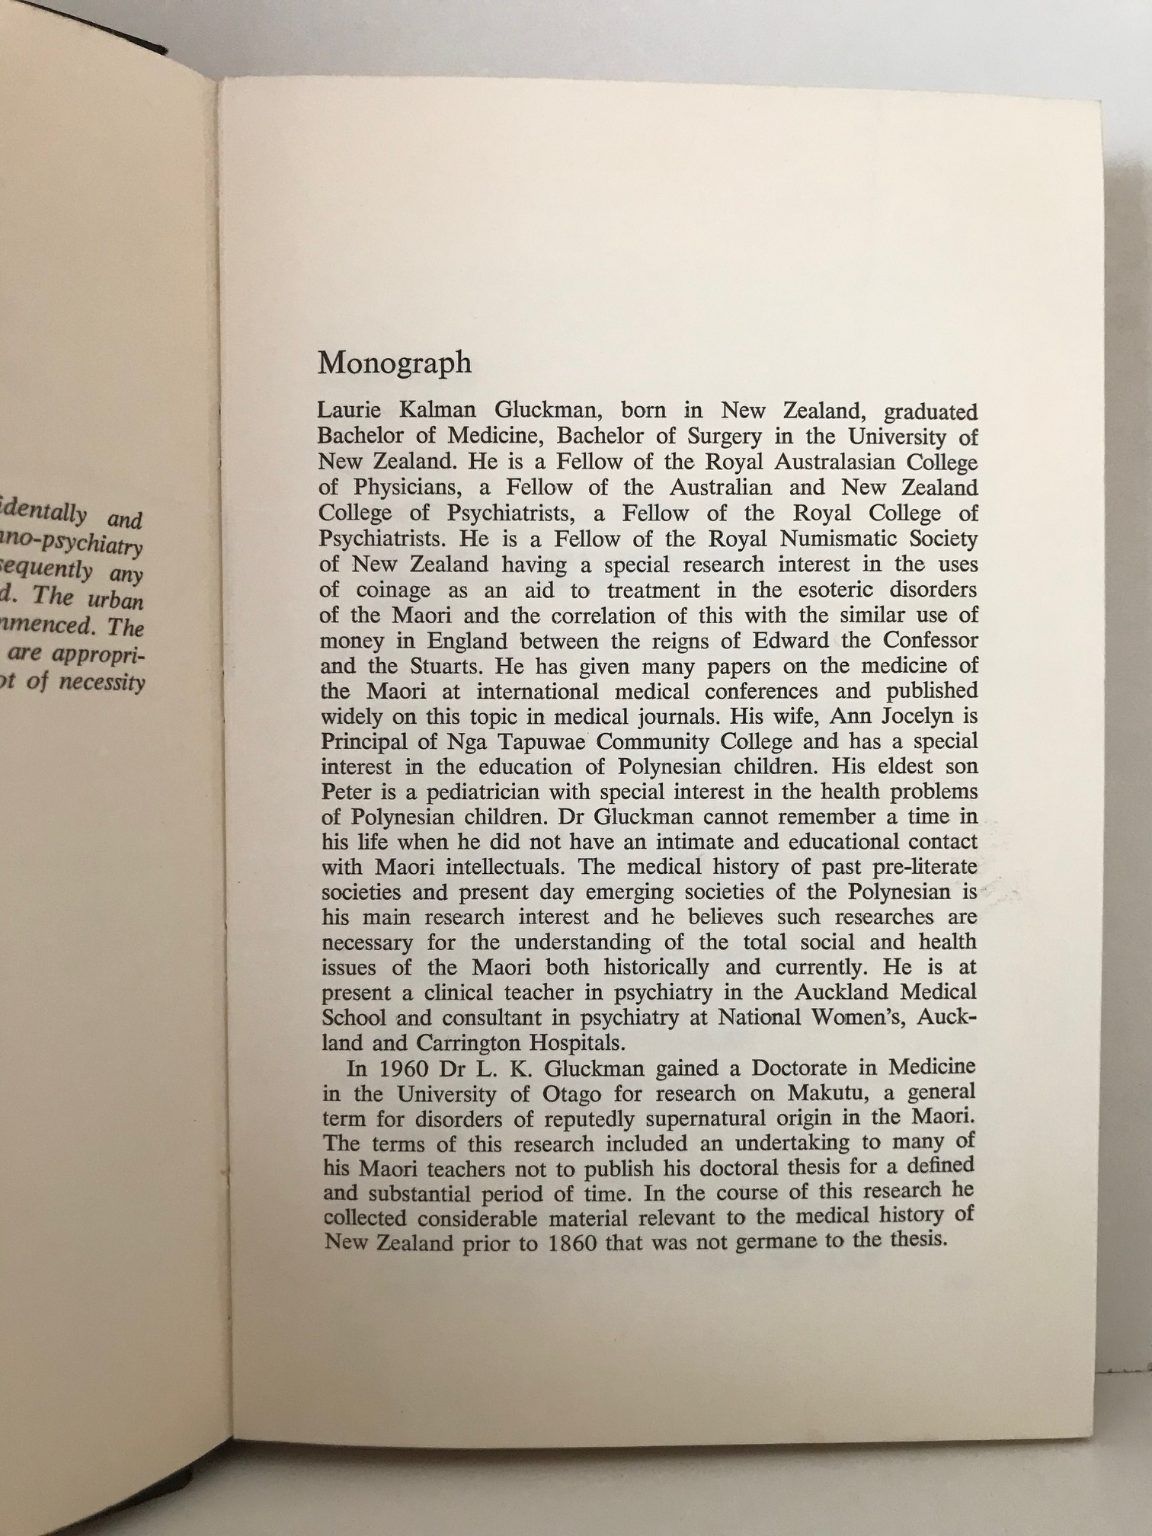 identally and
no-psychiatry
sequently any
d. The urban
mmenced. The
are appropri-
ot of necessity
Monograph
Laurie Kalman Gluckman, born in New Zealand, graduated
Bachelor of Medicine, Bachelor of Surgery in the University of
New Zealand. He is a Fellow of the Royal Australasian College
of Physicians, a Fellow of the Australian and New Zealand
College of Psychiatrists, a Fellow of the Royal College of
Psychiatrists. He is a Fellow of the Royal Numismatic Society
of New Zealand having a special research interest in the uses
of coinage as an aid to treatment in the esoteric disorders
of the Maori and the correlation of this with the similar use of
money in England between the reigns of Edward the Confessor
and the Stuarts. He has given many papers on the medicine of
the Maori at international medical conferences and published
widely on this topic in medical journals. His wife, Ann Jocelyn is
Principal of Nga Tapuwae Community College and has a special
interest in the education of Polynesian children. His eldest son
Peter is a pediatrician with special interest in the health problems
of Polynesian children. Dr Gluckman cannot remember a time in
his life when he did not have an intimate and educational contact
with Maori intellectuals. The medical history of past pre-literate
societies and present day emerging societies of the Polynesian is
his main research interest and he believes such researches are
necessary for the understanding of the total social and health
issues of the Maori both historically and currently. He is at
present a clinical teacher in psychiatry in the Auckland Medical
School and consultant in psychiatry at National Women's, Auck-
land and Carrington Hospitals.
In 1960 Dr L. K. Gluckman gained a Doctorate in Medicine
in the University of Otago for research on Makutu, a general
term for disorders of reputedly supernatural origin in the Maori.
The terms of this research included an undertaking to many of
his Maori teachers not to publish his doctoral thesis for a defined
and substantial period of time. In the course of this research he
collected considerable material relevant to the medical history of
New Zealand prior to 1860 that was not germane to the thesis.